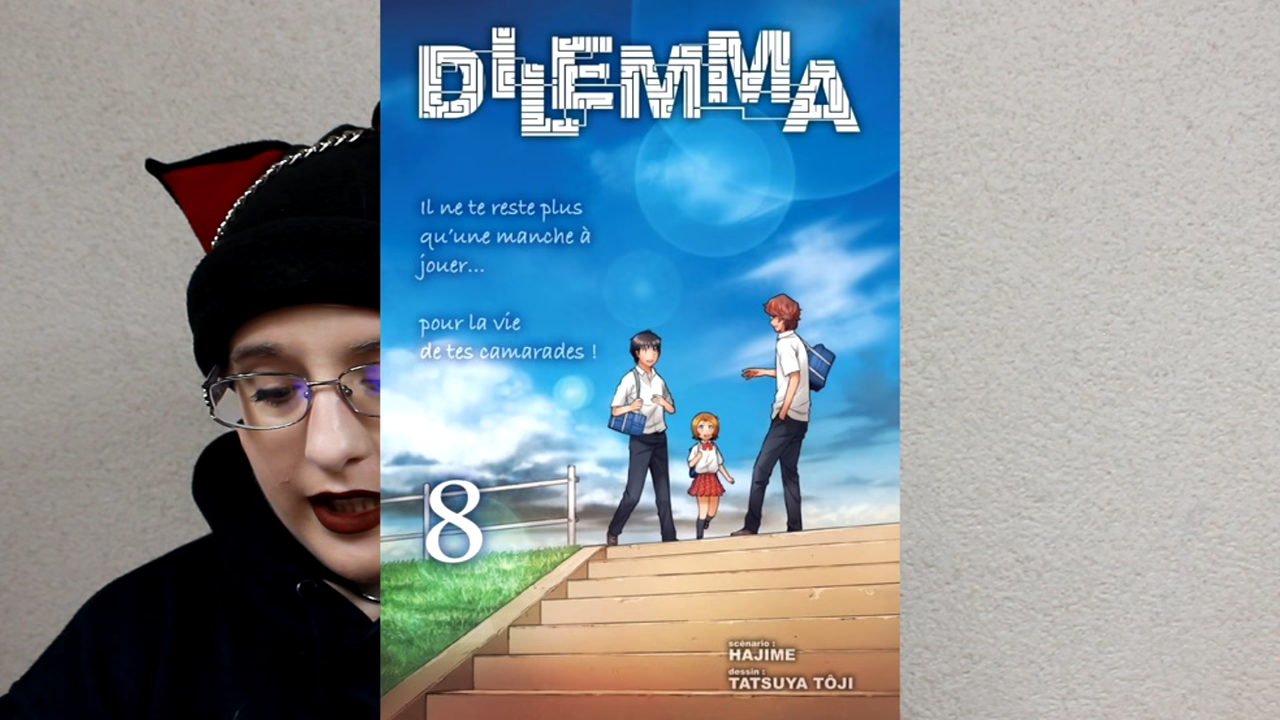 DILEMMA
Il ne te reste plus
qu'une manche à
jouer...
pour la vie
de tes camarades !
8
scénario :
HAJIME
dessin :
TATSUYA TÔJI